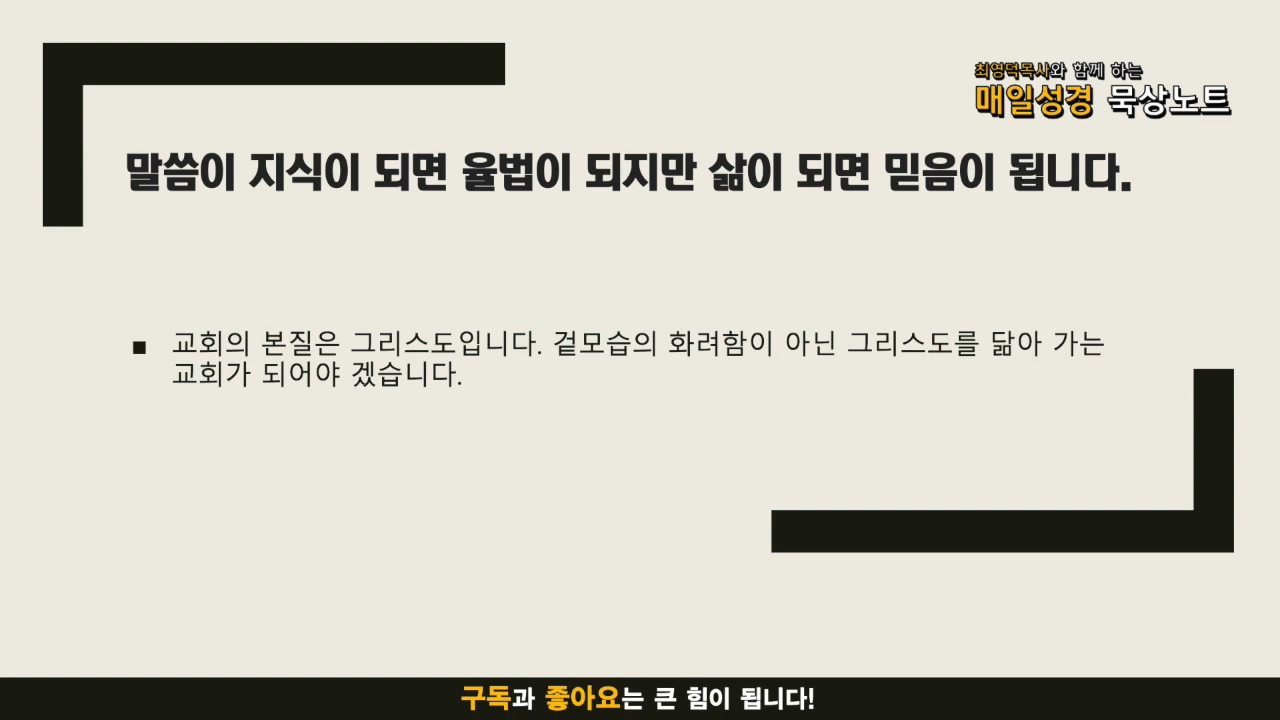 최영덕목사와 함께 하는
매일성경 묵상노트
말씀이 지식이 되면 율법이 되지만 삶이 되면 믿음이 됩니다.
■ 교회의 본질은 그리스도입니다. 겉모습의 화려함이 아닌 그리스도를 닮아 가는
교회가 되어야 겠습니다.
구독과 좋아요는 큰 힘이 됩니다!